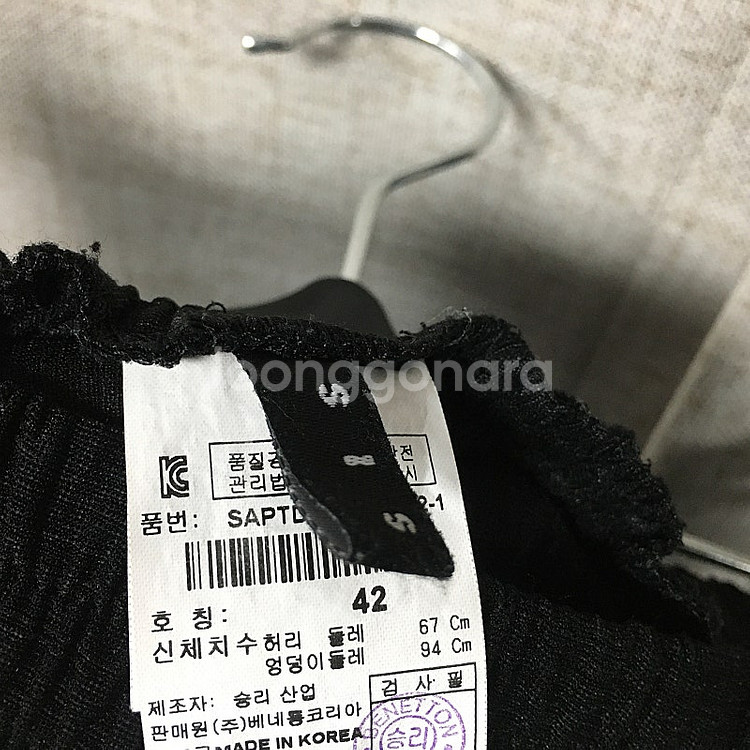 joonggonara
S
8
S
품질경
관리법
전
시
품번: SAPTD
2-1
호 칭: 42
신체치수 허리 둘레 67 Cm
엉덩이둘레 94 Cm
제조자: 승리 산업
판매원 (주)베네통코리아
MADE IN KOREA
검 사 필
BENETTON
승리